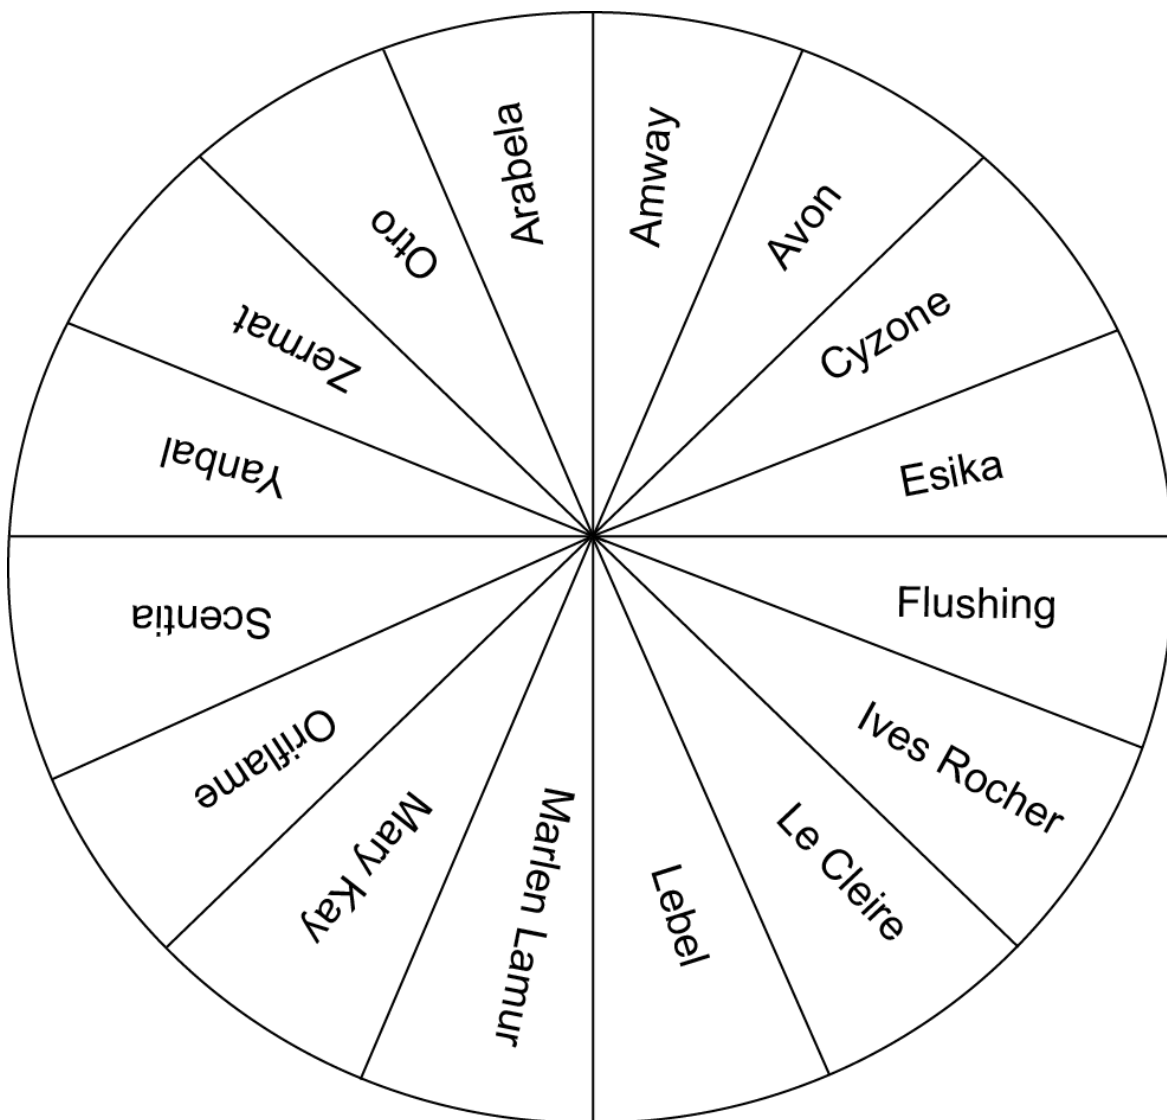 Amway
Avon
Cyzone
Esika
Flushing
Ives Rocher
Le Cleire
Lebel
Marlen Lamur
Mary Kay
Oriflame
Scentia
Yanbal
Zermat
Otro
Arabela